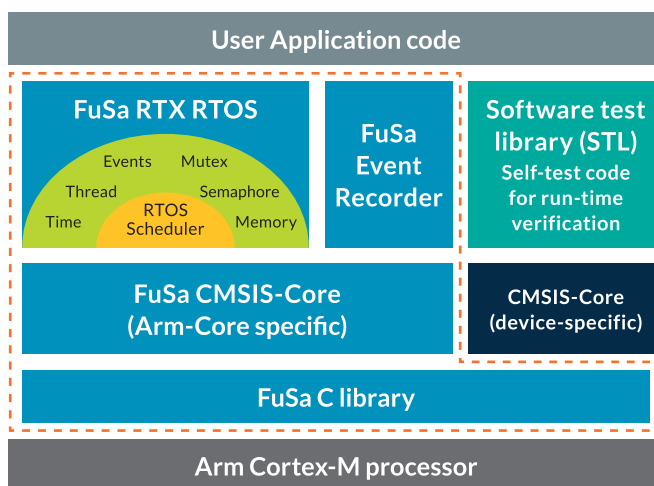 User Application code
FuSa RTX RTOS
Events Mutex
Thread Semaphore
Time Memory
RTOS
Scheduler
FuSa
Event
Recorder
Software test
library (STL)
Self-test code
for run-time
verification
FuSa CMSIS-Core
(Arm-Core specific)
CMSIS-Core
(device-specific)
FuSa C library
Arm Cortex-M processor